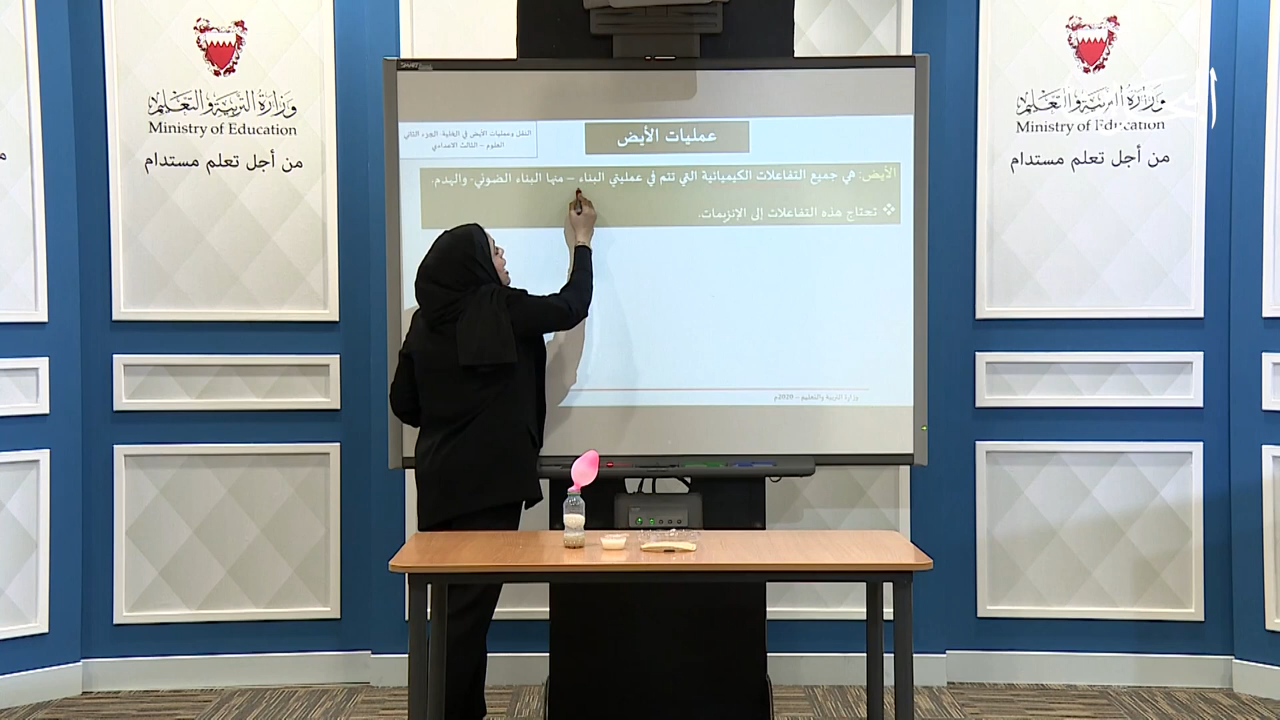 وزارة التربية والتعليم
Ministry of Education
من أجل تعلم مستدام
SMART
النقل وعمليات الأيض في الخلية- الجزء الثاني
العلوم – الثالث الاعدادي
عمليات الأيض
الأيض: هي جميع التفاعلات الكيميائية التي تتم في عمليتي البناء – منها البناء الضوئي- والهدم.
❖ تحتاج هذه التفاعلات إلى الإنزيمات.
وزارة التربية والتعليم – 2020م
وزارة التربية والتعليم
Ministry of Education
من أجل تعلم مستدام